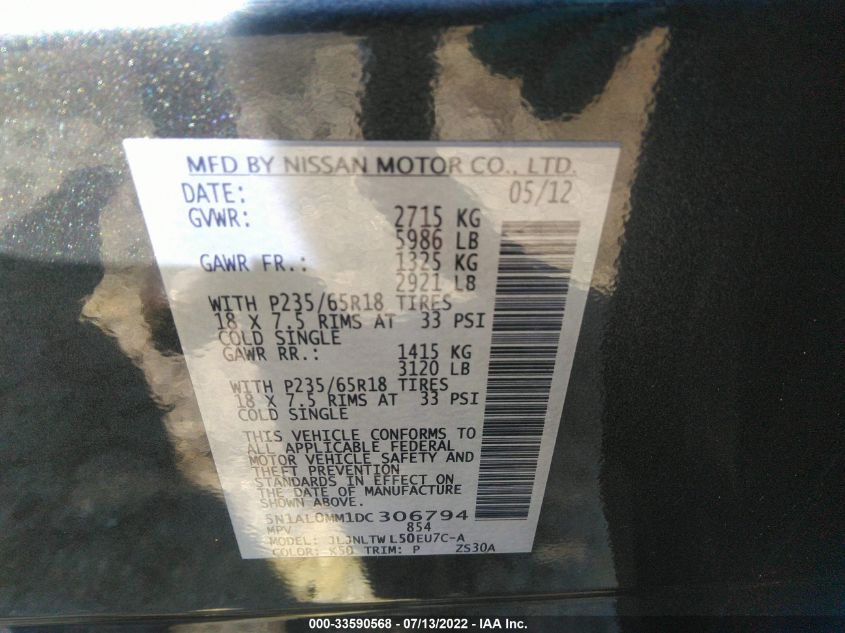 MFD BY NISSAN MOTOR CO., LTD.
DATE: 05/12
GVWR: 2715 KG
5986 LB
GAWR FR.: 1325 KG
2921 LB
WITH P235/65R18 TIRES
18 X 7.5 RIMS AT 33 PSI
COLD SINGLE
GAWR RR.: 1415 KG
3120 LB
WITH P235/65R18 TIRES
18 X 7.5 RIMS AT 33 PSI
COLD SINGLE
THIS VEHICLE CONFORMS TO
ALL APPLICABLE FEDERAL
MOTOR VEHICLE SAFETY AND
THEFT PREVENTION
STANDARDS IN EFFECT ON
THE DATE OF MANUFACTURE
SHOWN ABOVE.
5N1AL0MM1DC 306794
MPV 854
MODEL: JLJNLTW L50EU7C-A
COLOR: K50 TRIM: P ZS30A
000-33590568 - 07/13/2022 - IAA Inc.